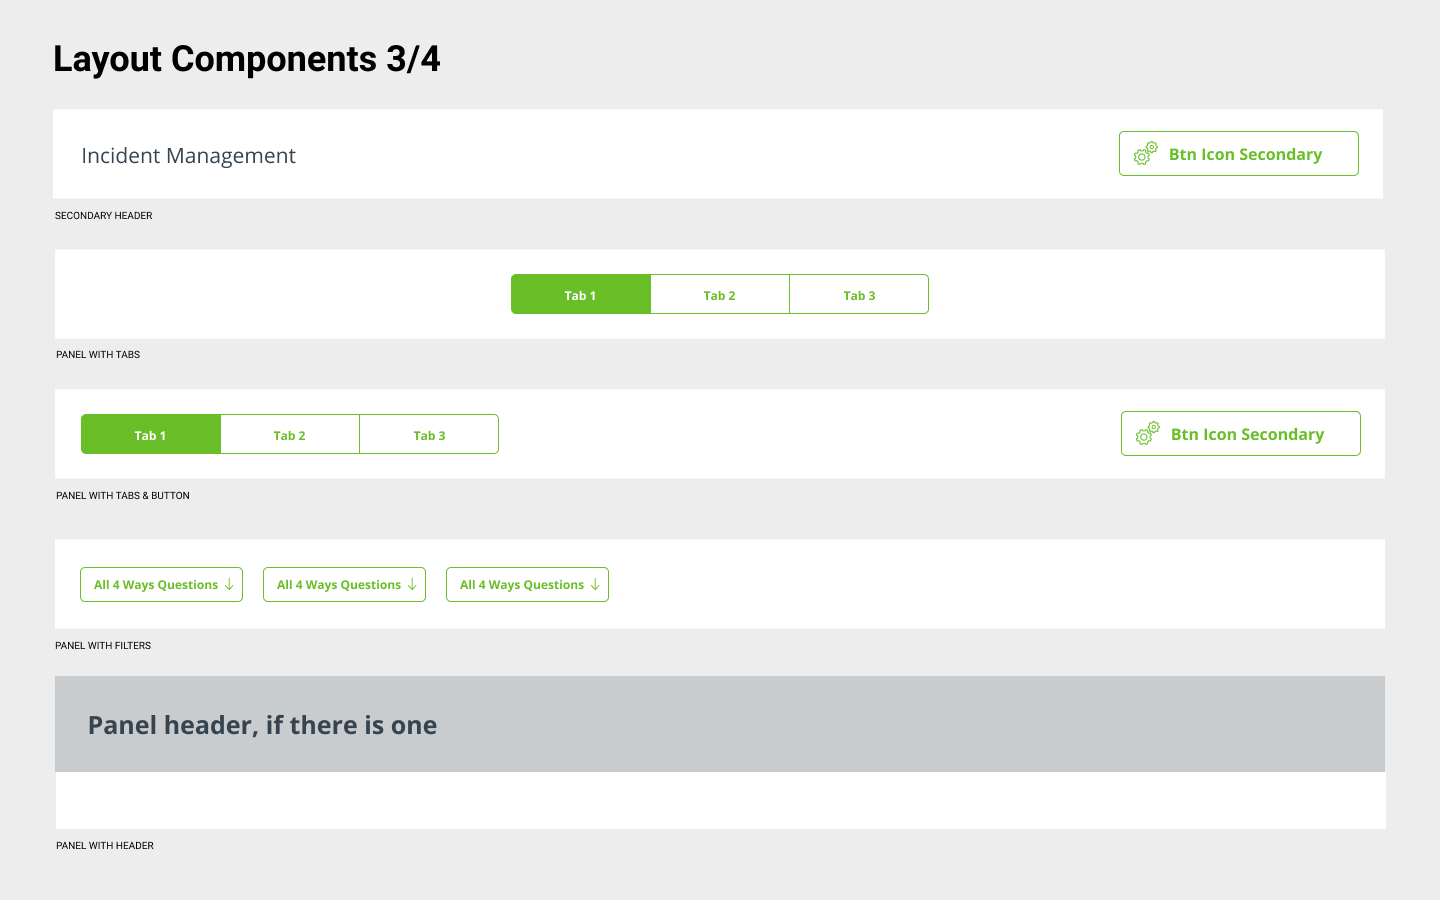 Layout Components 3/4
Incident Management
Btn Icon Secondary
SECONDARY HEADER
Tab 1
Tab 2
Tab 3
PANEL WITH TABS
Tab 1
Tab 2
Tab 3
Btn Icon Secondary
PANEL WITH TABS & BUTTON
All 4 Ways Questions
All 4 Ways Questions
All 4 Ways Questions
PANEL WITH FILTERS
Panel header, if there is one
PANEL WITH HEADER